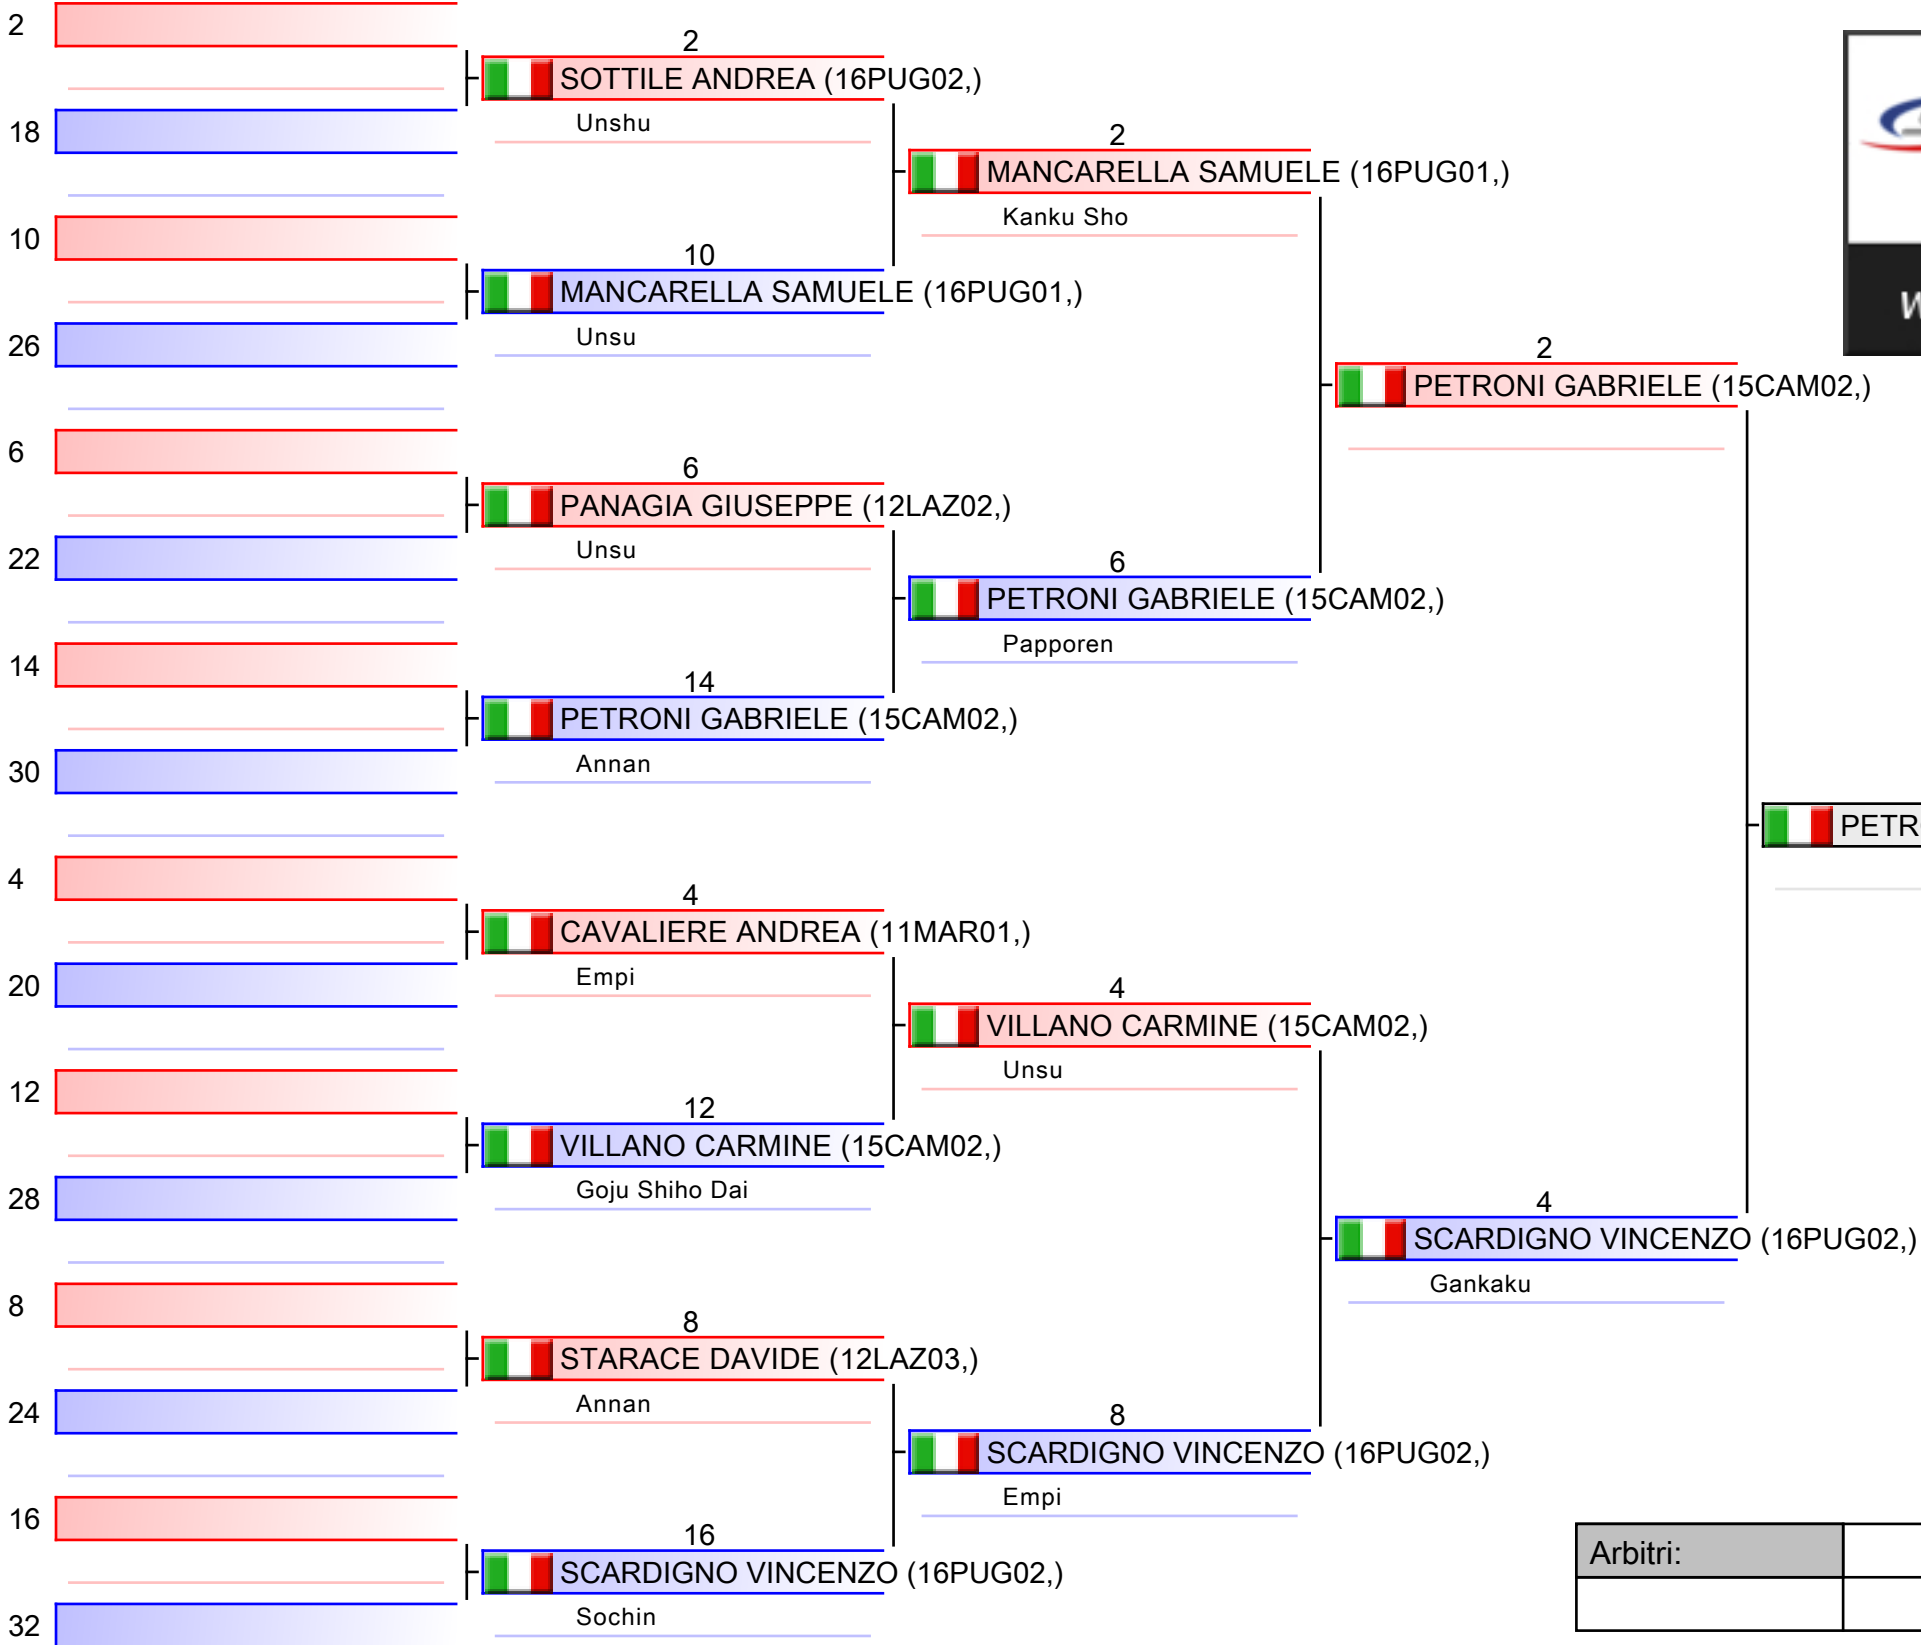 2
18
10
26
6
22
14
30
4
20
12
28
8
24
16
32
2
SOTTILE ANDREA (16PUG02,)
Unshu
10
MANCARELLA SAMUELE (16PUG01,)
Unsu
6
PANAGIA GIUSEPPE (12LAZ02,)
Unsu
14
PETRONI GABRIELE (15CAM02,)
Annan
4
CAVALIERE ANDREA (11MAR01,)
Empi
12
VILLANO CARMINE (15CAM02,)
Goju Shiho Dai
8
STARACE DAVIDE (12LAZ03,)
Annan
16
SCARDIGNO VINCENZO (16PUG02,)
Sochin
2
MANCARELLA SAMUELE (16PUG01,)
Kanku Sho
6
PETRONI GABRIELE (15CAM02,)
Papporen
4
VILLANO CARMINE (15CAM02,)
Unsu
8
SCARDIGNO VINCENZO (16PUG02,)
Empi
2
PETRONI GABRIELE (15CAM02,)
4
SCARDIGNO VINCENZO (16PUG02,)
Gankaku
Arbitri: